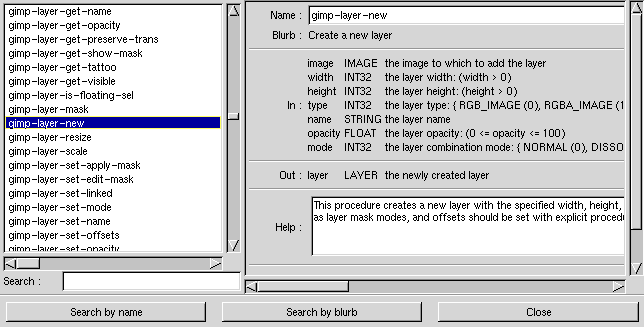 gimp-layer-get-name
gimp-layer-get-opacity
gimp-layer-get-preserve-trans
gimp-layer-get-show-mask
gimp-layer-get-tattoo
gimp-layer-get-visible
gimp-layer-is-floating-sel
gimp-layer-mask
gimp-layer-new
gimp-layer-resize
gimp-layer-scale
gimp-layer-set-apply-mask
gimp-layer-set-edit-mask
gimp-layer-set-linked
gimp-layer-set-mode
gimp-layer-set-name
gimp-layer-set-offsets
gimp-layer-set-opacity
Search :
Name : gimp-layer-new
Blurb : Create a new layer
In :
image IMAGE the image to which to add the layer
width INT32 the layer width: (width > 0)
height INT32 the layer height: (height > 0)
type INT32 the layer type: { RGB_IMAGE (0), RGBA_IMAGE (1
name STRING the layer name
opacity FLOAT the layer opacity: (0 <= opacity <= 100)
mode INT32 the layer combination mode: { NORMAL (0), DISSO
Out : layer LAYER the newly created layer
Help :
This procedure creates a new layer with the specified width, height,
as layer mask modes, and offsets should be set with explicit procedu
Search by name
Search by blurb
Close